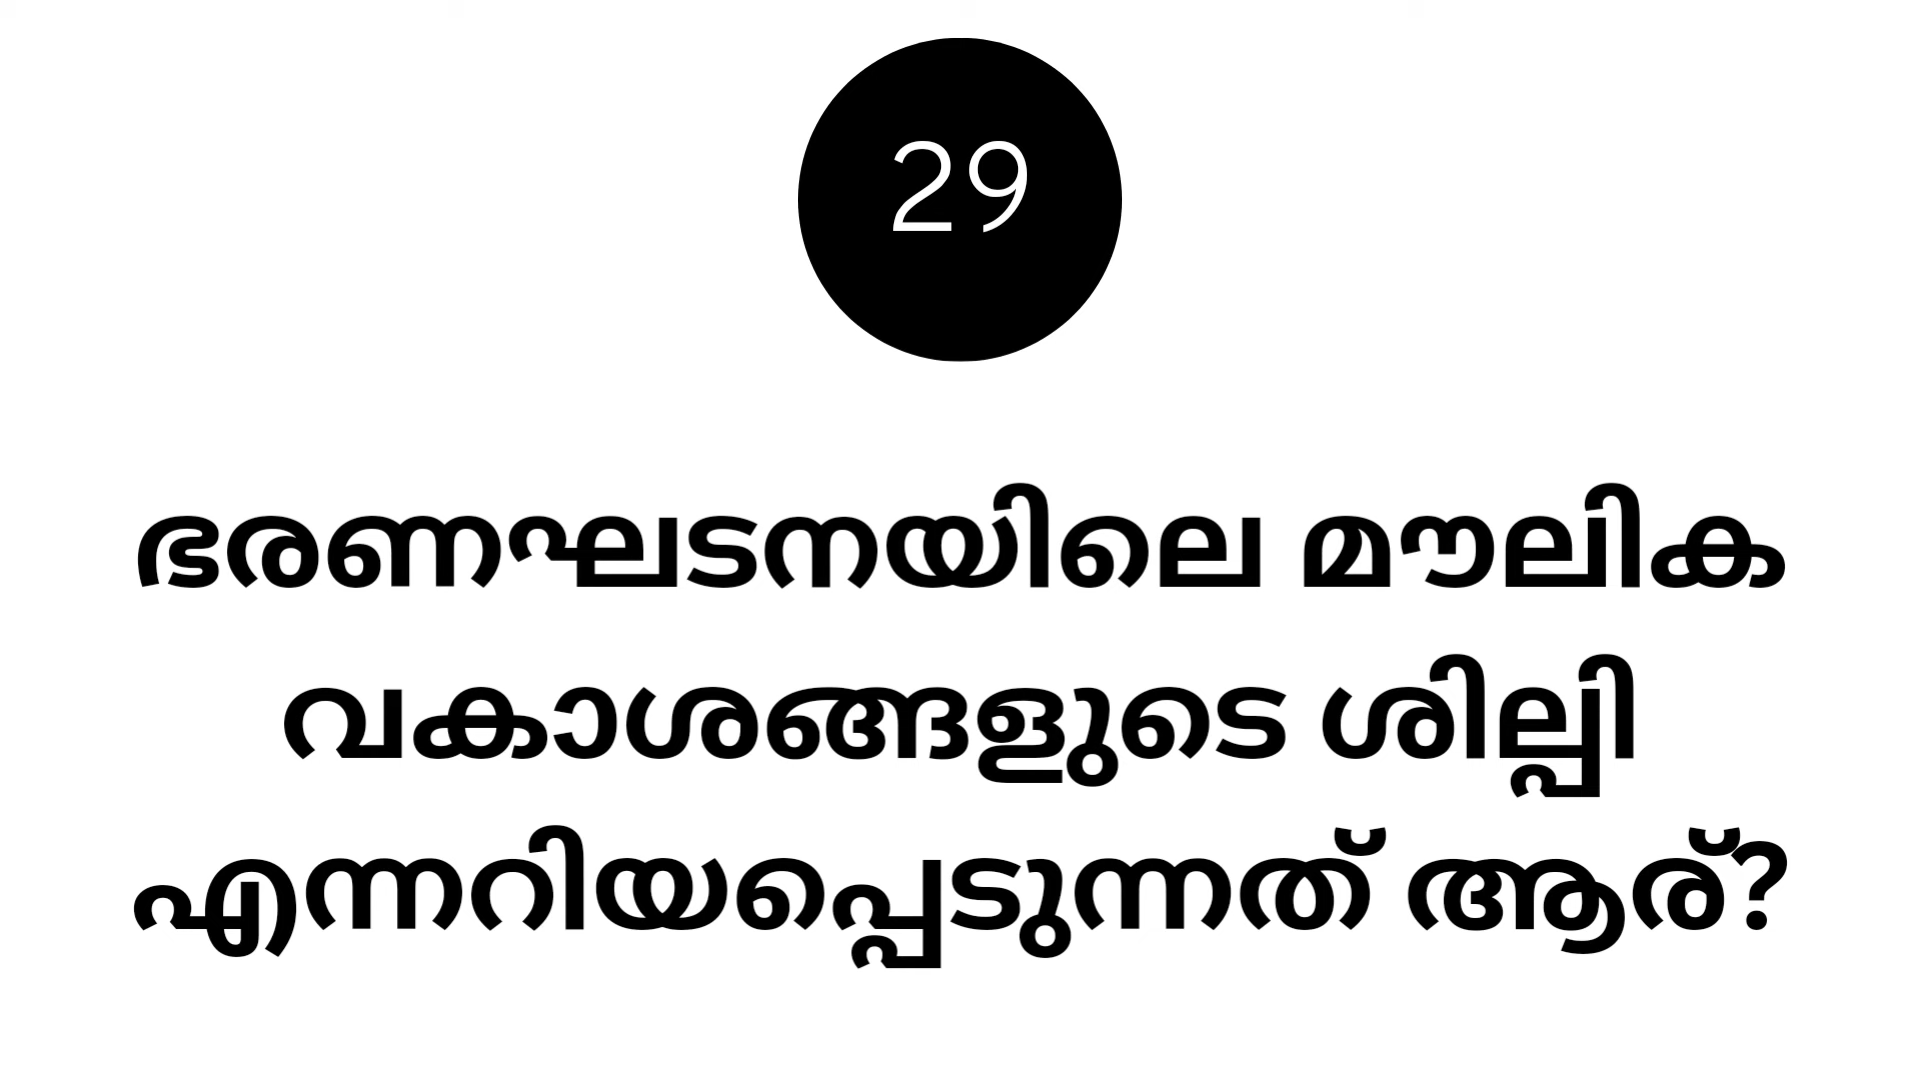 29
ഭരണഘടനയിലെ മൗലിക
വകാശങ്ങളുടെ ശില്പി
എന്നറിയപ്പെടുന്നത് ആര്?